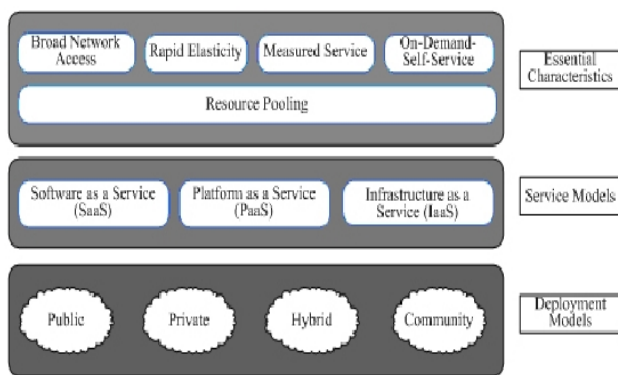 Broad Network
Access
Rapid Elasticity
Measured Service
On-Demand-
Self-Service
Resource Pooling
Essential
Characteristics
Software as a Service
(SaaS)
Platform as a Service
(PaaS)
Infrastructure as a
Service (IaaS)
Service Models
Public
Private
Hybrid
Community
Deployment
Models